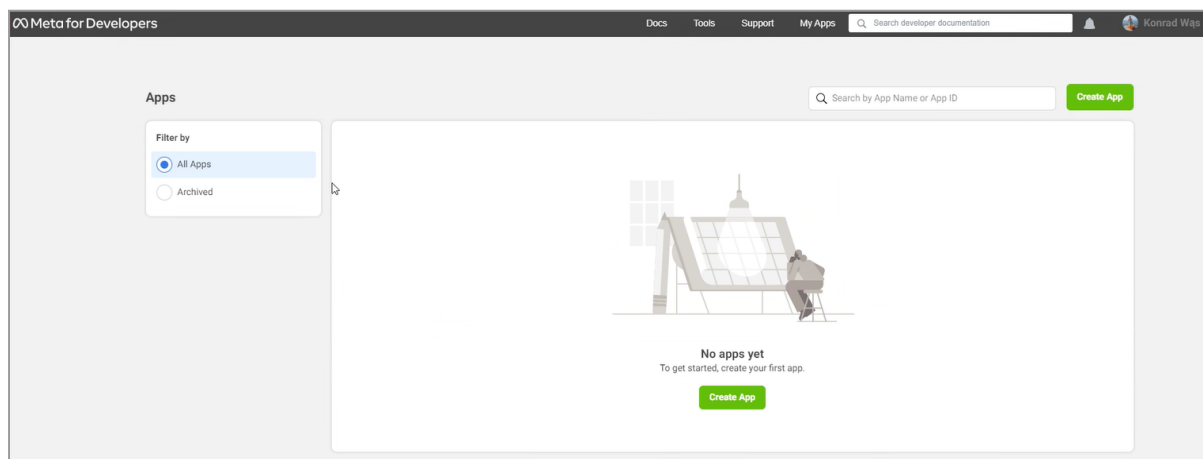 Meta for Developers
Docs Tools Support My Apps Search developer documentation Konrad Wąs
Apps
Search by App Name or App ID
Create App
Filter by
All Apps
Archived
No apps yet
To get started, create your first app.
Create App